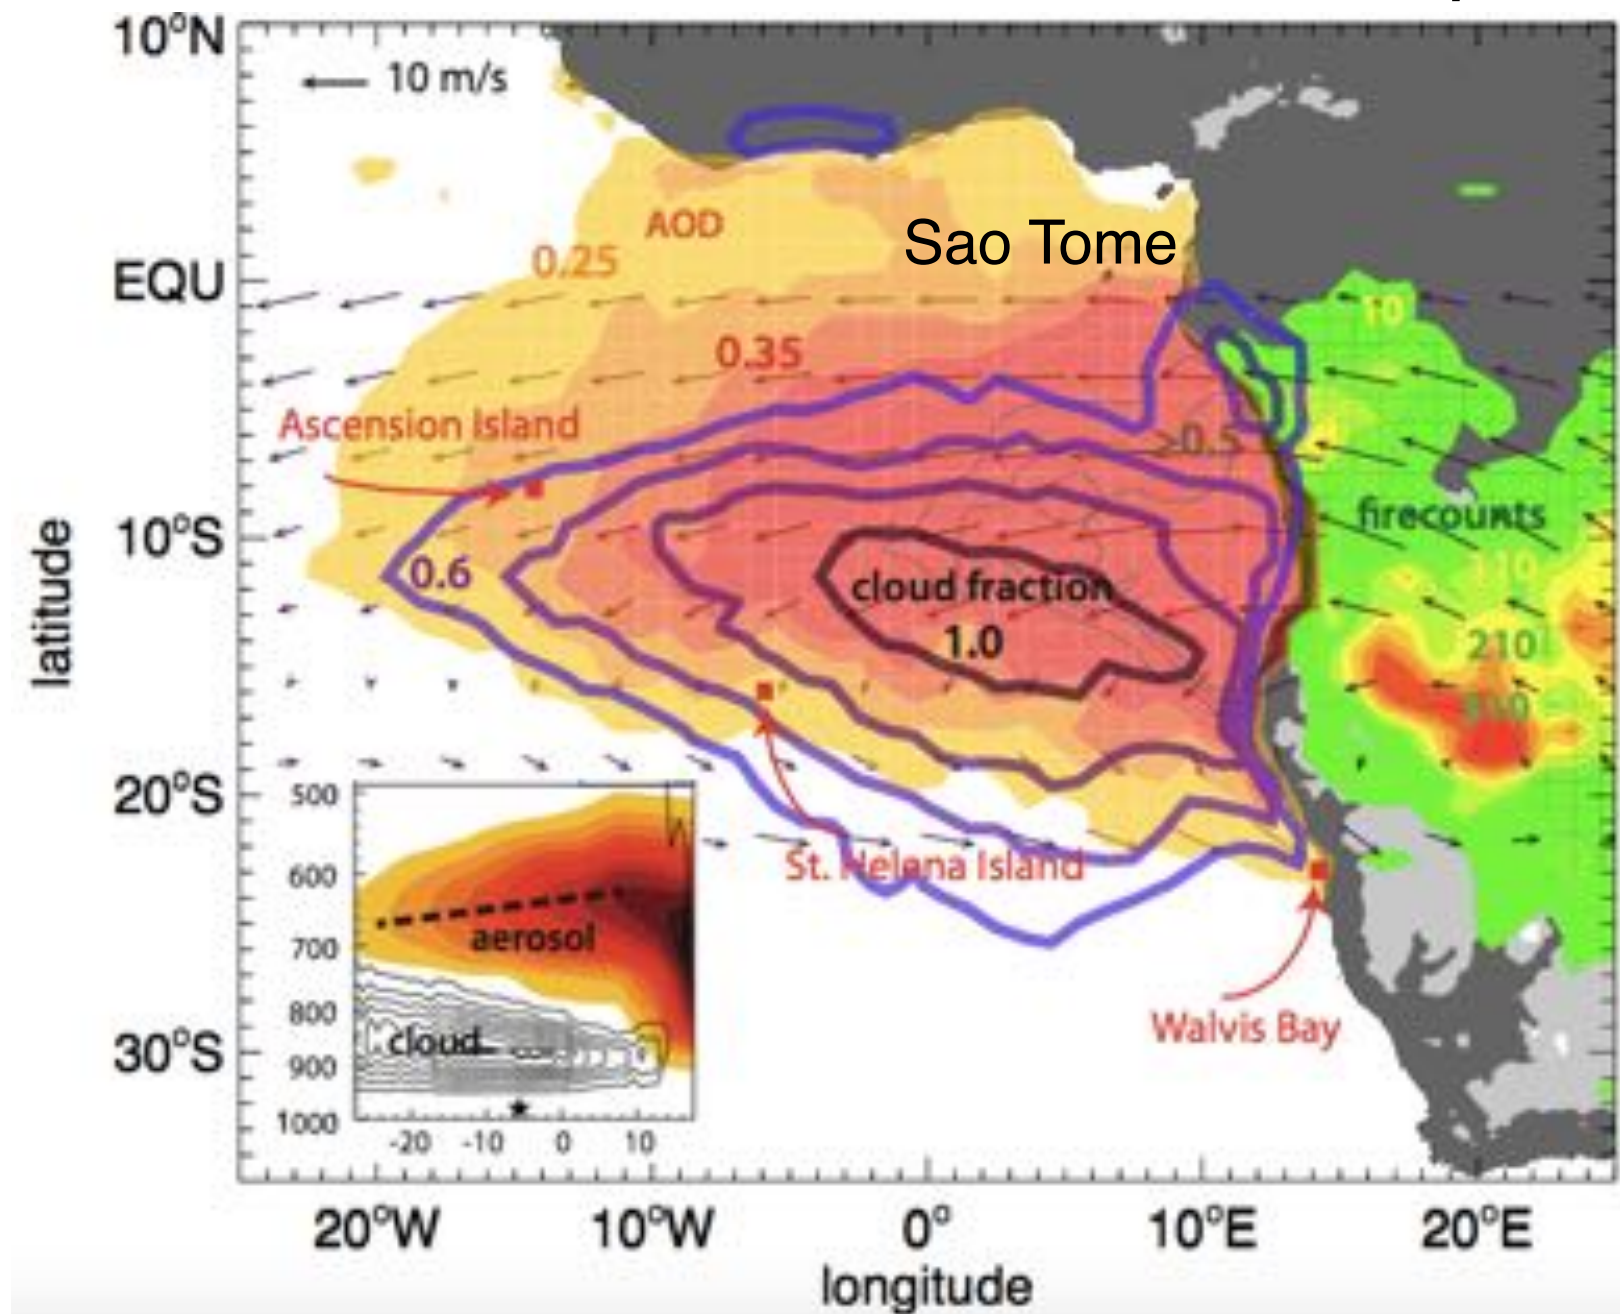 10°N
10 m/s
Sao Tome
AOD
0.25
EQU
10
0.35
Ascension Island
>0.5
firecounts
10°S
0.6
cloud fraction
1.0
210
latitude
20°S
500
600
700
800
900
1000
aerosol
cloud
-20 -10 0 10
St. Helena Island
Walvis Bay
30°S
20°W 10°W 0° 10°E 20°E
longitude